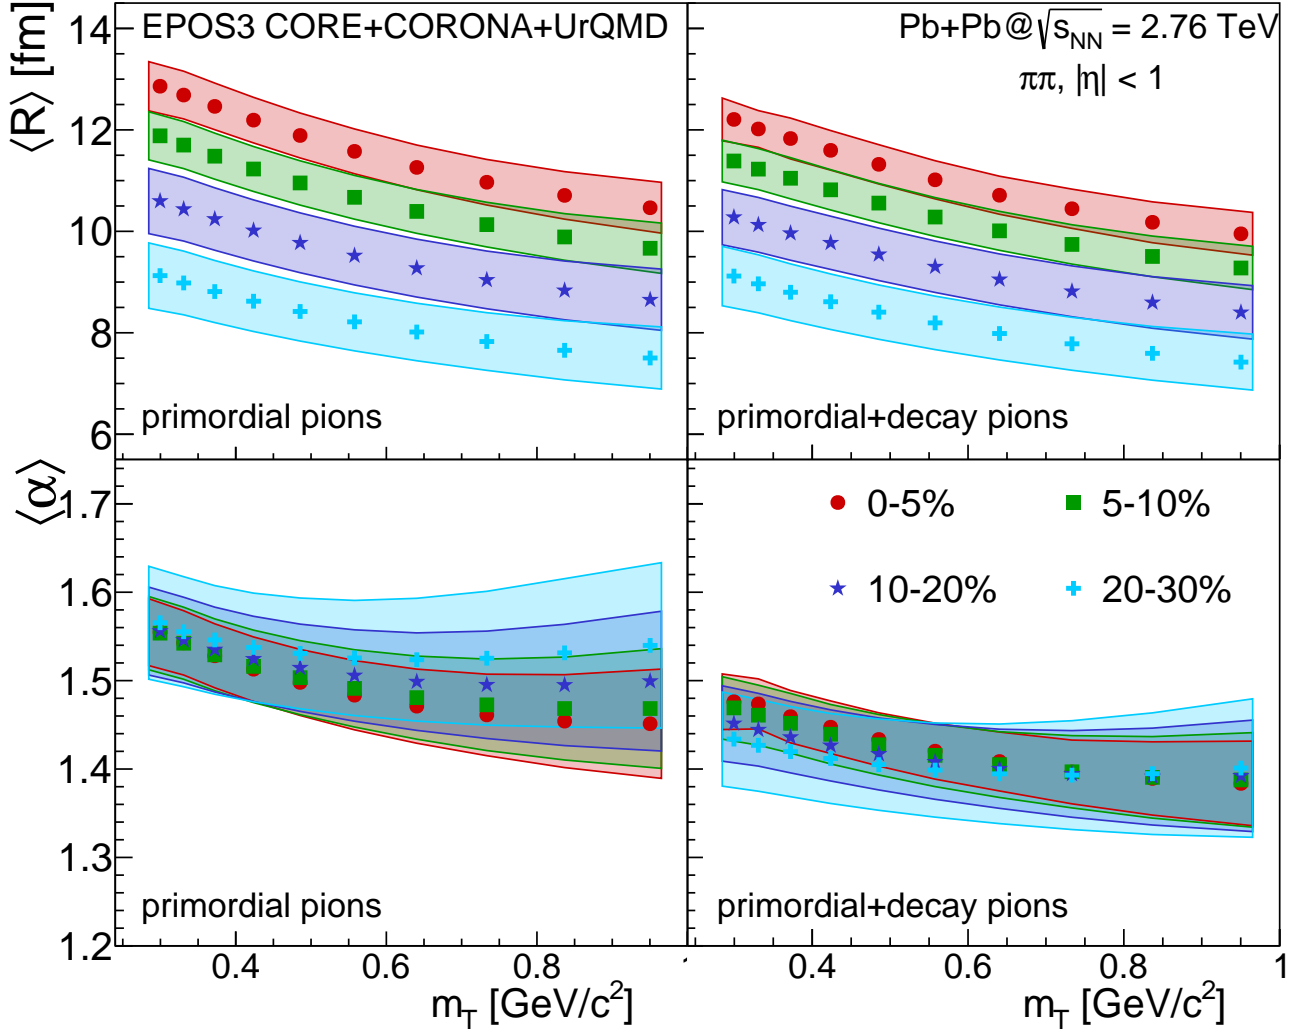 EPOS3 CORE+CORONA+UrQMD
Pb+Pb@√s_NN = 2.76 TeV
ππ, |η| < 1
⟨R⟩ [fm]
14
12
10
8
6
primordial pions
primordial+decay pions
⟨α⟩
1.7
1.6
1.5
1.4
1.3
1.2
0-5%
5-10%
10-20%
20-30%
primordial pions
primordial+decay pions
0.4
0.6
0.8
0.4
0.6
0.8
1
m_T [GeV/c²]
m_T [GeV/c²]